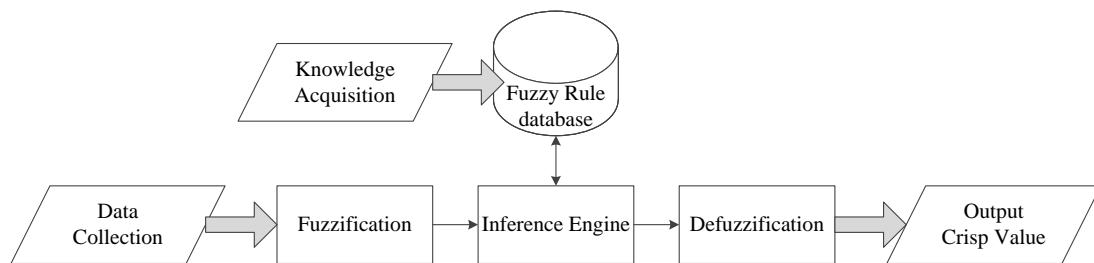 Knowledge
Acquisition
Fuzzy Rule
database
Data
Collection
Fuzzification
Inference Engine
Defuzzification
Output
Crisp Value